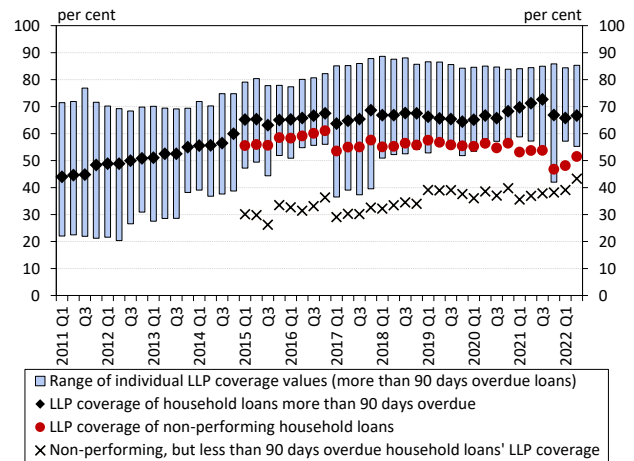 per cent per cent
100 100
90 90
80 80
70 70
60 60
50 50
40 40
30 30
20 20
10 10
0 0
2011 Q1 Q3 2012 Q1 Q3 2013 Q1 Q3 2014 Q1 Q3 2015 Q1 Q3 2016 Q1 Q3 2017 Q1 Q3 2018 Q1 Q3 2019 Q1 Q3 2020 Q1 Q3 2021 Q1 Q3 2022 Q1
Range of individual LLP coverage values (more than 90 days overdue loans)
LLP coverage of household loans more than 90 days overdue
LLP coverage of non-performing household loans
Non-performing, but less than 90 days overdue household loans' LLP coverage